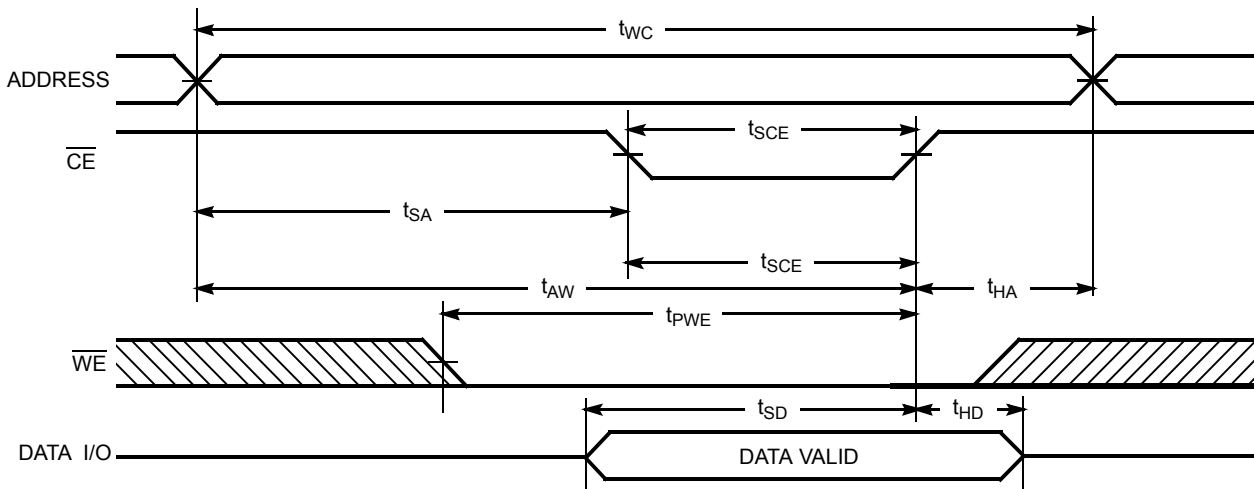 tWC
ADDRESS
tSCE
CE
tSA
tSCE
tAW
tHA
tPWE
WE
tSD
tHD
DATA I/O
DATA VALID